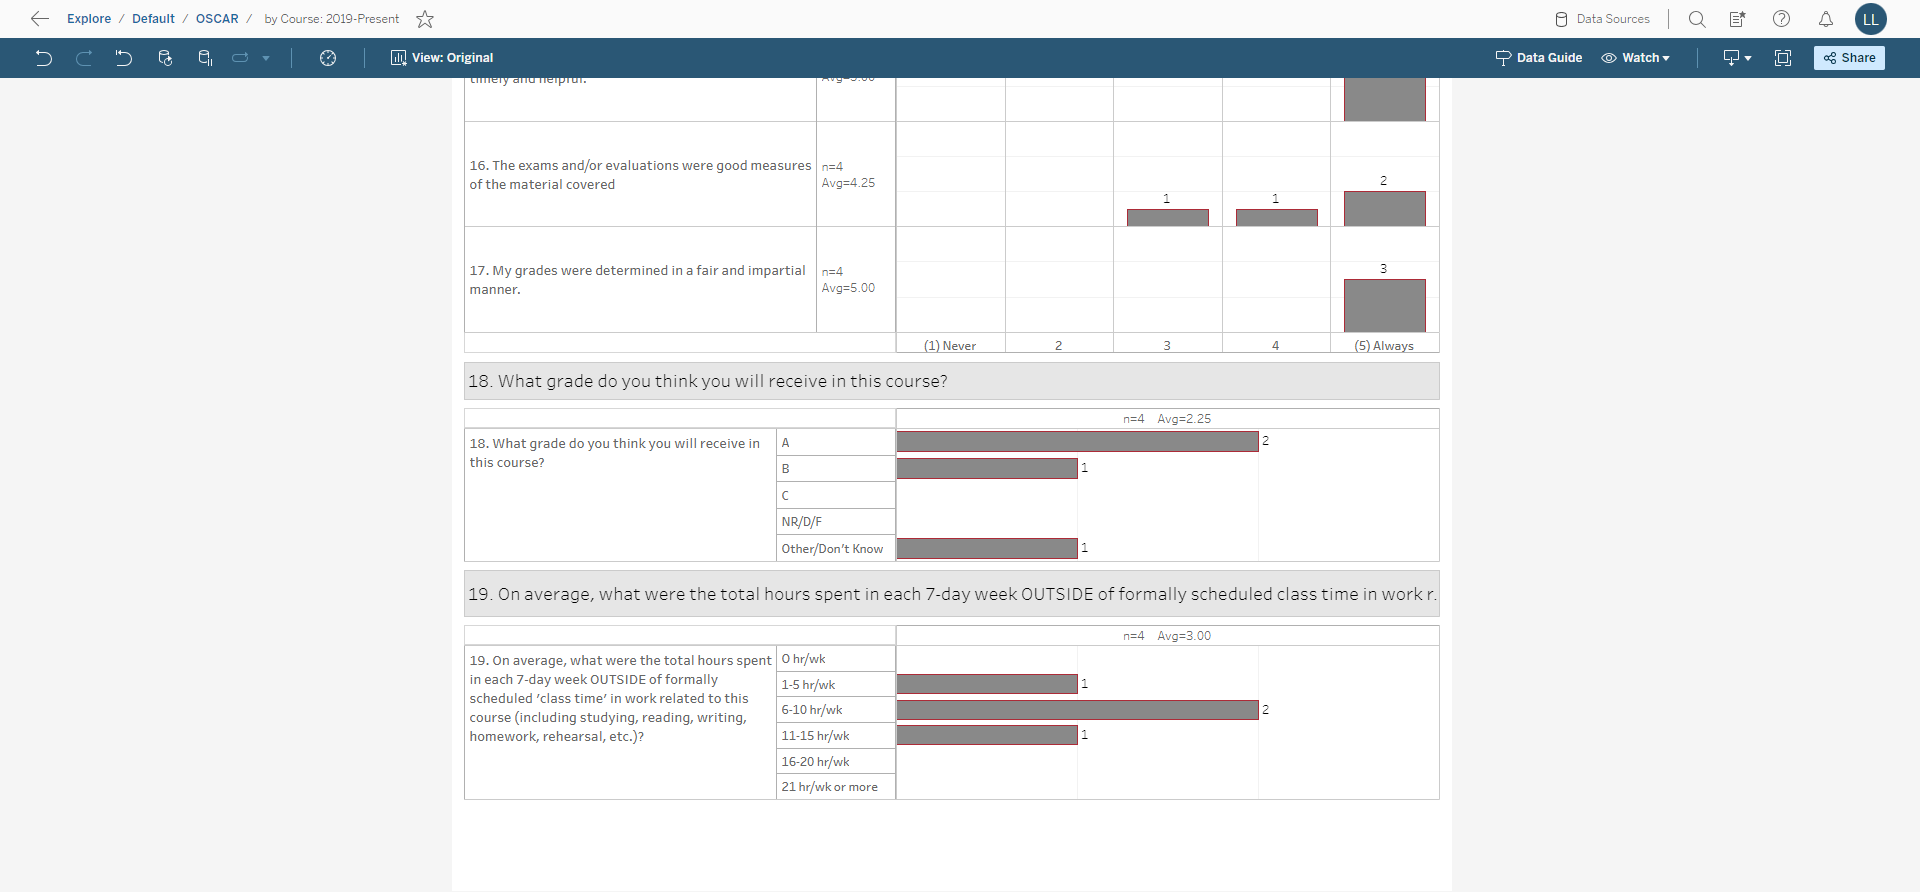 Explore / Default / OSCAR / by Course: 2019-Present
Data Sources
LL
View: Original
Data Guide
Watch
Share
timely and helpful.
Avg=5.00
16. The exams and/or evaluations were good measures
of the material covered
n=4
Avg=4.25
1
1
2
17. My grades were determined in a fair and impartial
manner.
n=4
Avg=5.00
3
(1) Never
2
3
4
(5) Always
18. What grade do you think you will receive in this course?
n=4 Avg=2.25
18. What grade do you think you will receive in
this course?
A
2
B
1
C
NR/D/F
Other/Don't Know
1
19. On average, what were the total hours spent in each 7-day week OUTSIDE of formally scheduled class time in work r.
n=4 Avg=3.00
19. On average, what were the total hours spent
in each 7-day week OUTSIDE of formally
scheduled ‘class time’ in work related to this
course (including studying, reading, writing,
homework, rehearsal, etc.)?
0 hr/wk
1-5 hr/wk
1
6-10 hr/wk
2
11-15 hr/wk
1
16-20 hr/wk
21 hr/wk or more